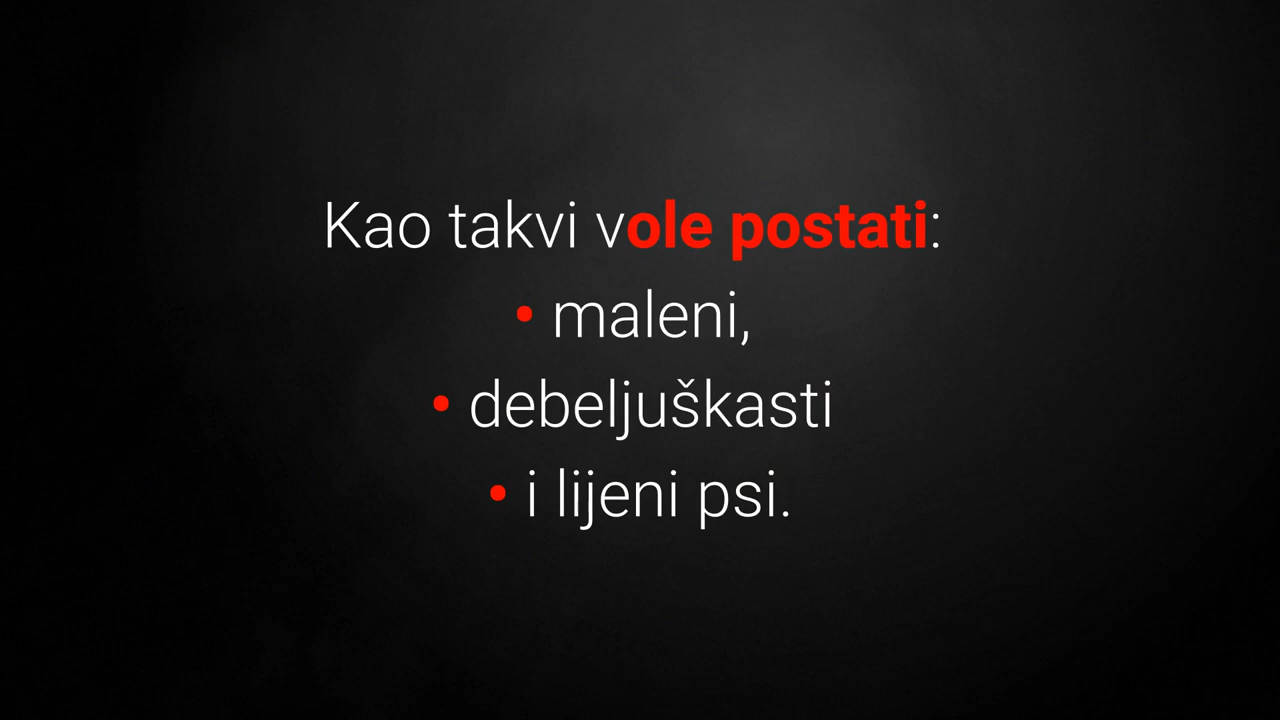 Kao takvi vole postati:
• maleni,
• debeljuškasti
• i lijeni psi.